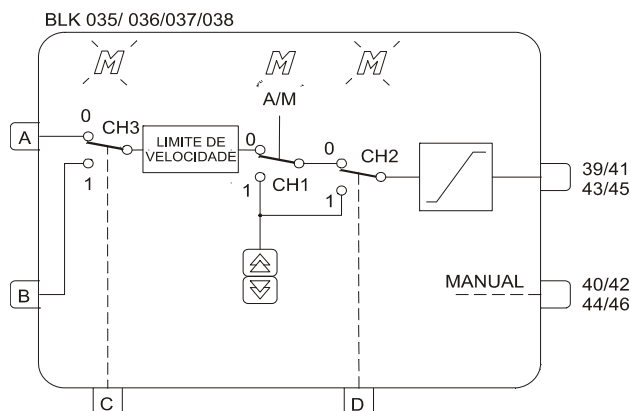 BLK 035/ 036/037/038
M
M
M
A/M
0
A
CH3
LIMITE DE
VELOCIDADE
0
0
CH2
1
1
CH1
1
39/41
43/45
B
MANUAL
40/42
44/46
C
D